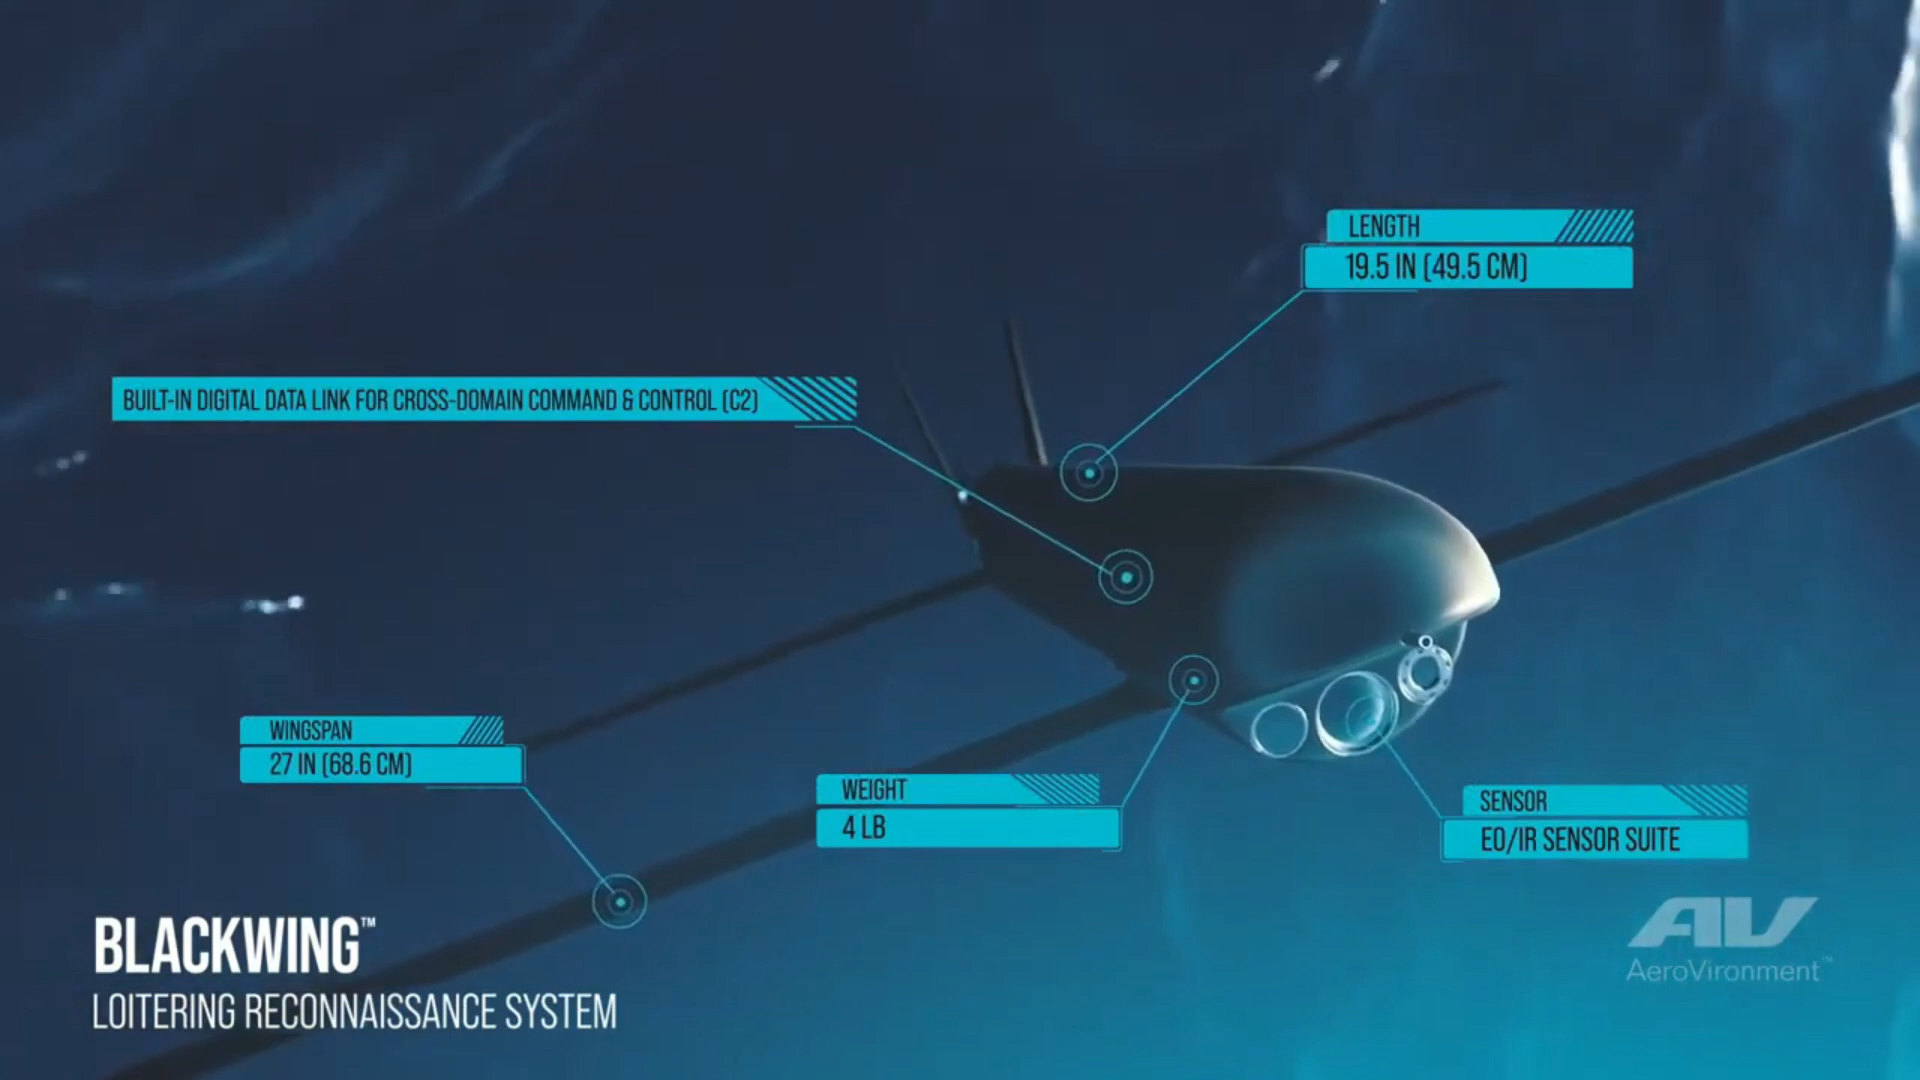 LENGTH
19.5 IN (49.5 CM)
BUILT-IN DIGITAL DATA LINK FOR CROSS-DOMAIN COMMAND & CONTROL (C2)
WINGSPAN
27 IN (68.6 CM)
WEIGHT
4 LB
SENSOR
EO/IR SENSOR SUITE
BLACKWING™
LOITERING RECONNAISSANCE SYSTEM
AV
AeroVironment™